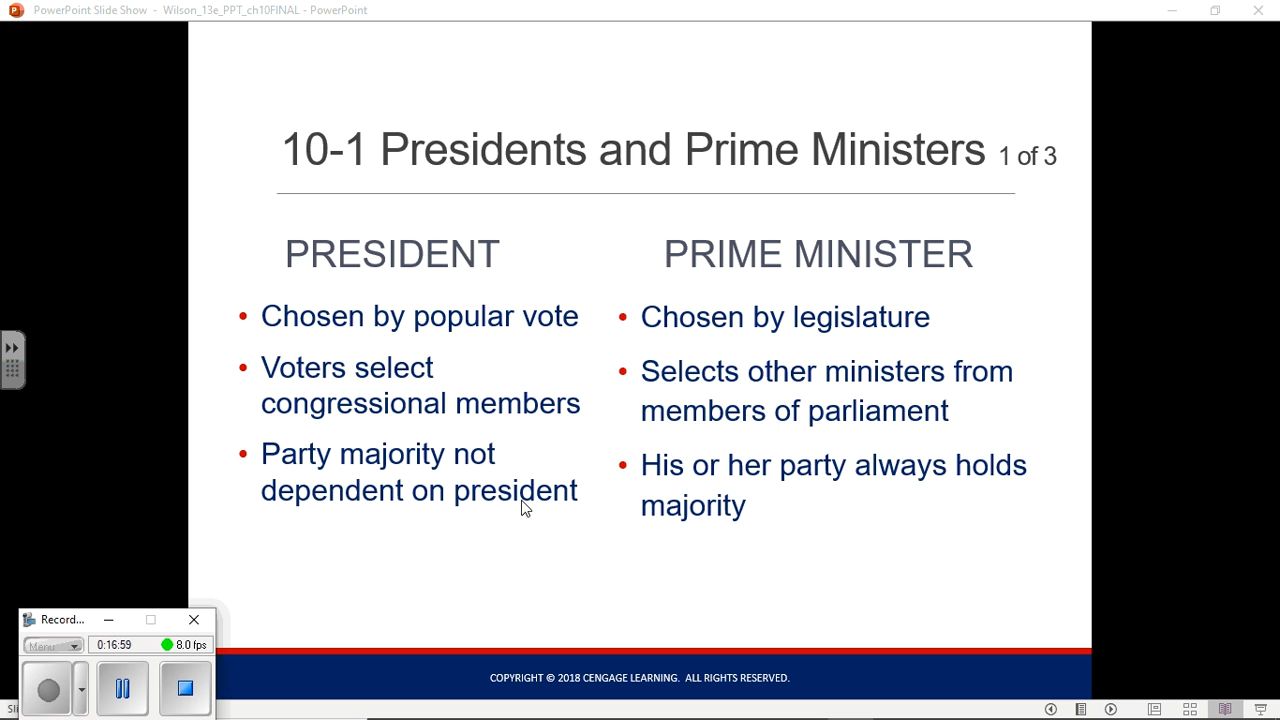 PowerPoint Slide Show - Wilson_13e_PPT_ch10FINAL - PowerPoint
10-1 Presidents and Prime Ministers 1 of 3
PRESIDENT
• Chosen by popular vote
• Voters select
congressional members
• Party majority not
dependent on president
PRIME MINISTER
• Chosen by legislature
• Selects other ministers from
members of parliament
• His or her party always holds
majority
Record...
Menu
0:16:59
8.0 fps
COPYRIGHT © 2018 CENGAGE LEARNING. ALL RIGHTS RESERVED.